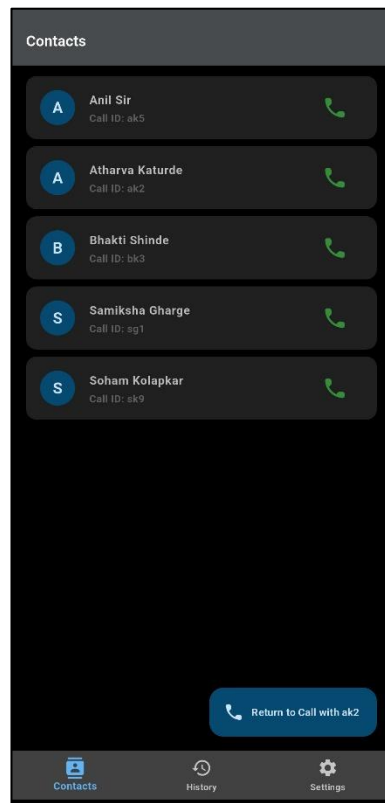 Contacts
A
Anil Sir
Call ID: ak5
A
Atharva Katurde
Call ID: ak2
B
Bhakti Shinde
Call ID: bk3
S
Samiksha Gharge
Call ID: sg1
S
Soham Kolapkar
Call ID: sk9
Return to Call with ak2
Contacts
History
Settings